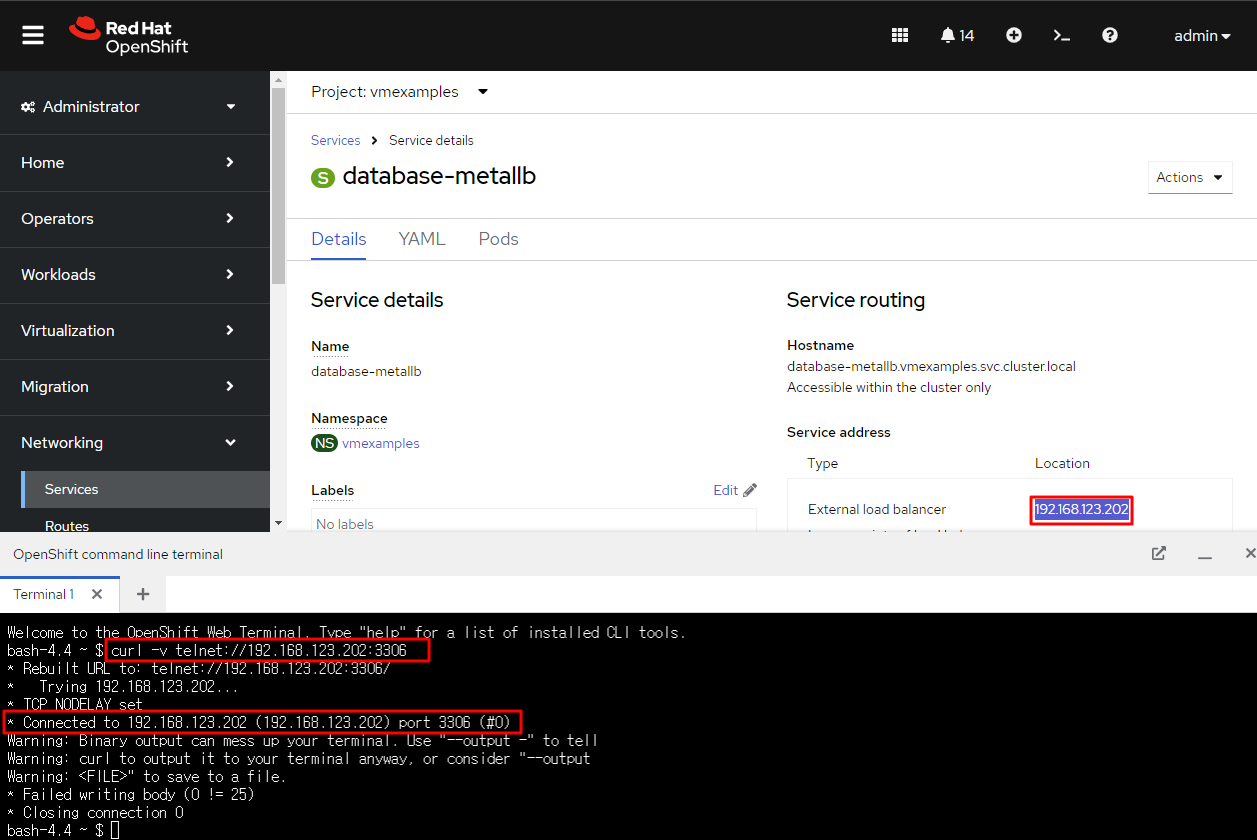 Red Hat
OpenShift
14
admin
Administrator
Home
Operators
Workloads
Virtualization
Migration
Networking
Services
Routes
Project: vmexamples
Services > Service details
S database-metallb
Actions
Details YAML Pods
Service details
Name
database-metallb
Namespace
NS vmexamples
Labels
Edit
No labels
Service routing
Hostname
database-metallb.vmexamples.svc.cluster.local
Accessible within the cluster only
Service address
Type Location
External load balancer 192.168.123.202
OpenShift command line terminal
Terminal 1
Welcome to the OpenShift Web Terminal. Type "help" for a list of installed CLI tools.
bash-4.4 ~ $ curl -v telnet://192.168.123.202:3306
* Rebuilt URL to: telnet://192.168.123.202:3306/
*   Trying 192.168.123.202...
* TCP_NODELAY set
* Connected to 192.168.123.202 (192.168.123.202) port 3306 (#0)
Warning: Binary output can mess up your terminal. Use "--output -" to tell
Warning: curl to output it to your terminal anyway, or consider "--output
Warning: <FILE>" to save to a file.
* Failed writing body (0 != 25)
* Closing connection 0
bash-4.4 ~ $